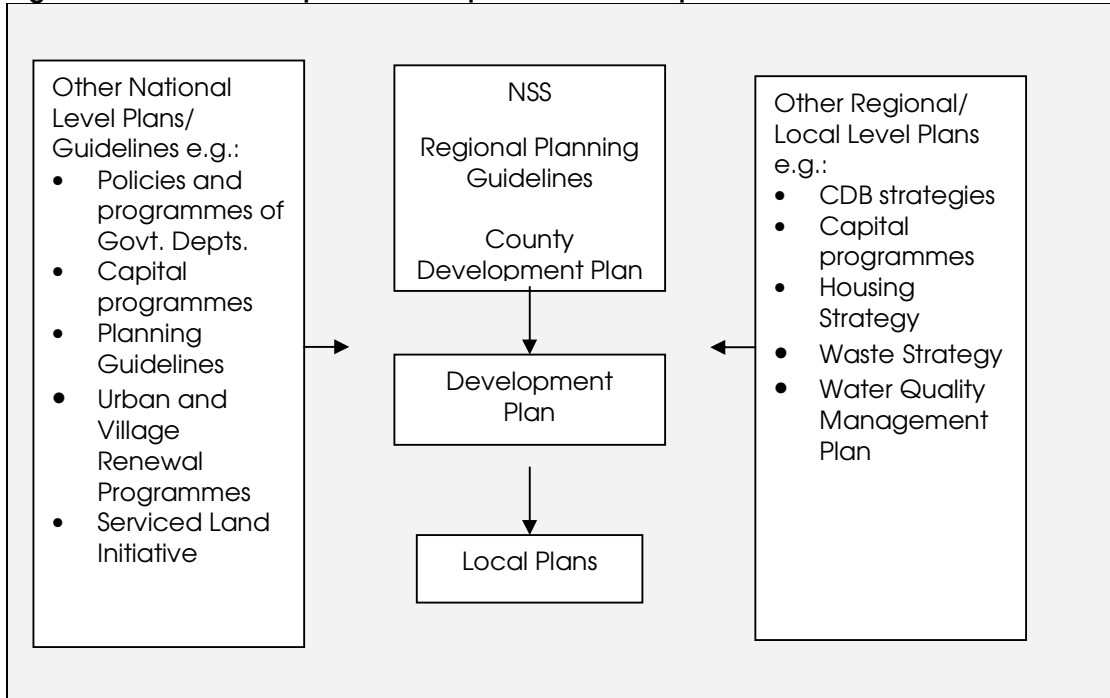 Other National
Level Plans/
Guidelines e.g.:
• Policies and
programmes of
Govt. Depts.
• Capital
programmes
• Planning
Guidelines
• Urban and
Village
Renewal
Programmes
• Serviced Land
Initiative
NSS
Regional Planning
Guidelines
County
Development Plan
Development
Plan
Local Plans
Other Regional/
Local Level Plans
e.g.:
• CDB strategies
• Capital
programmes
• Housing
Strategy
• Waste Strategy
• Water Quality
Management
Plan